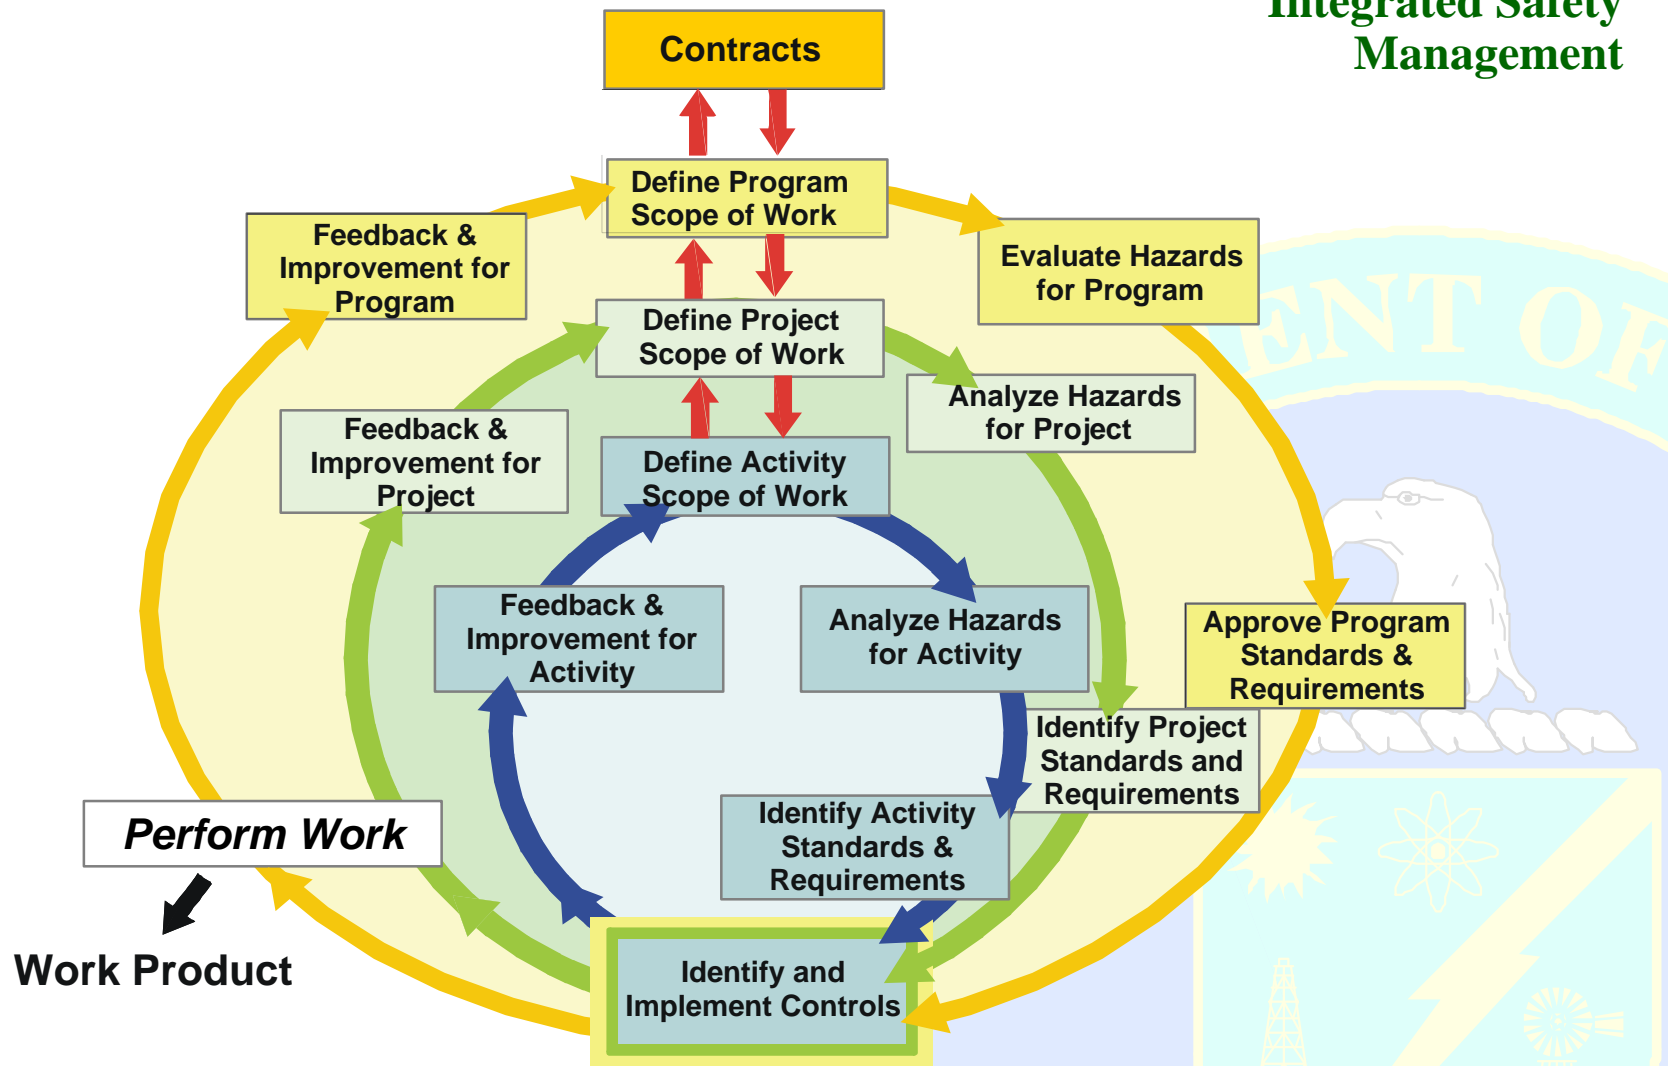 Integrated Safety
Management
Contracts
Define Program
Scope of Work
Feedback &
Improvement for
Program
Evaluate Hazards
for Program
Define Project
Scope of Work
Analyze Hazards
for Project
Feedback &
Improvement for
Project
Define Activity
Scope of Work
Feedback &
Improvement for
Activity
Analyze Hazards
for Activity
Approve Program
Standards &
Requirements
Identify Project
Standards and
Requirements
Identify Activity
Standards &
Requirements
Perform Work
Work Product
Identify and
Implement Controls
ENT OF